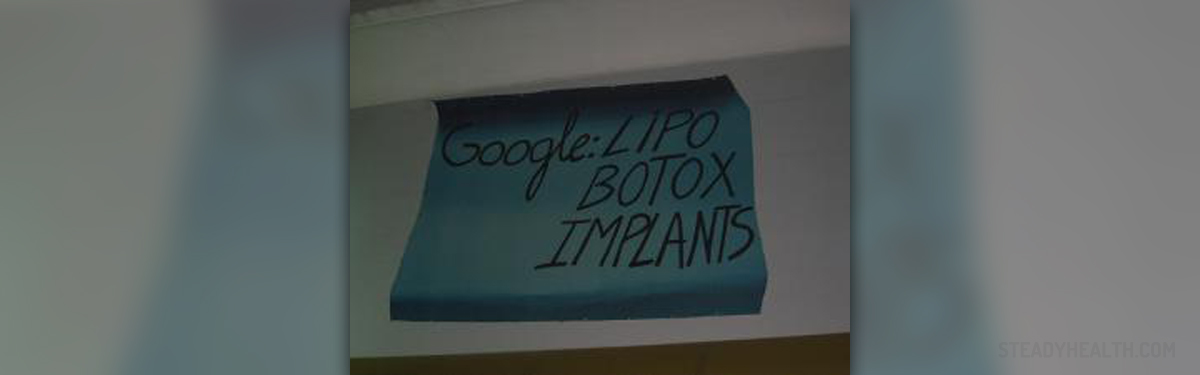 Google: LIPO
BOTOX
IMPLANTS
STEADYHEALTH.COM